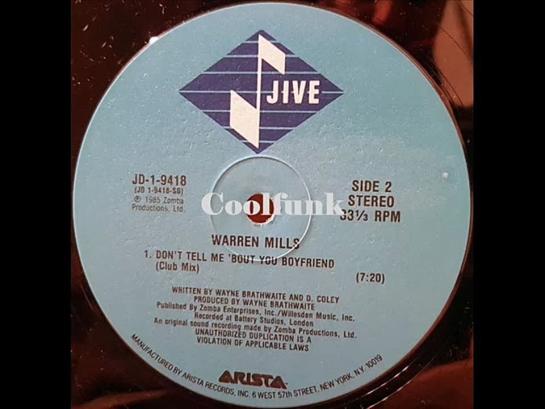 JIVE
JD-1-9418
(JD 1-9418-SB)
℗ 1985 Zomba
Productions, Ltd.
SIDE 2
STEREO
33⅓ RPM
Coolfunk
WARREN MILLS
1. DON'T TELL ME 'BOUT YOU BOYFRIEND
(Club Mix) (7:20)
WRITTEN BY WAYNE BRATHWAITE AND D. COLEY
PRODUCED BY WAYNE BRATHWAITE
Published By Zomba Enterprises, Inc./Willesden Music, Inc.
Recorded at Battery Studios, London
An original sound recording made by Zomba Productions, Ltd.
UNAUTHORIZED DUPLICATION IS A
VIOLATION OF APPLICABLE LAWS
ARISTA
MANUFACTURED BY ARISTA RECORDS, INC. 6 WEST 57th STREET, NEW YORK, N.Y. 10019